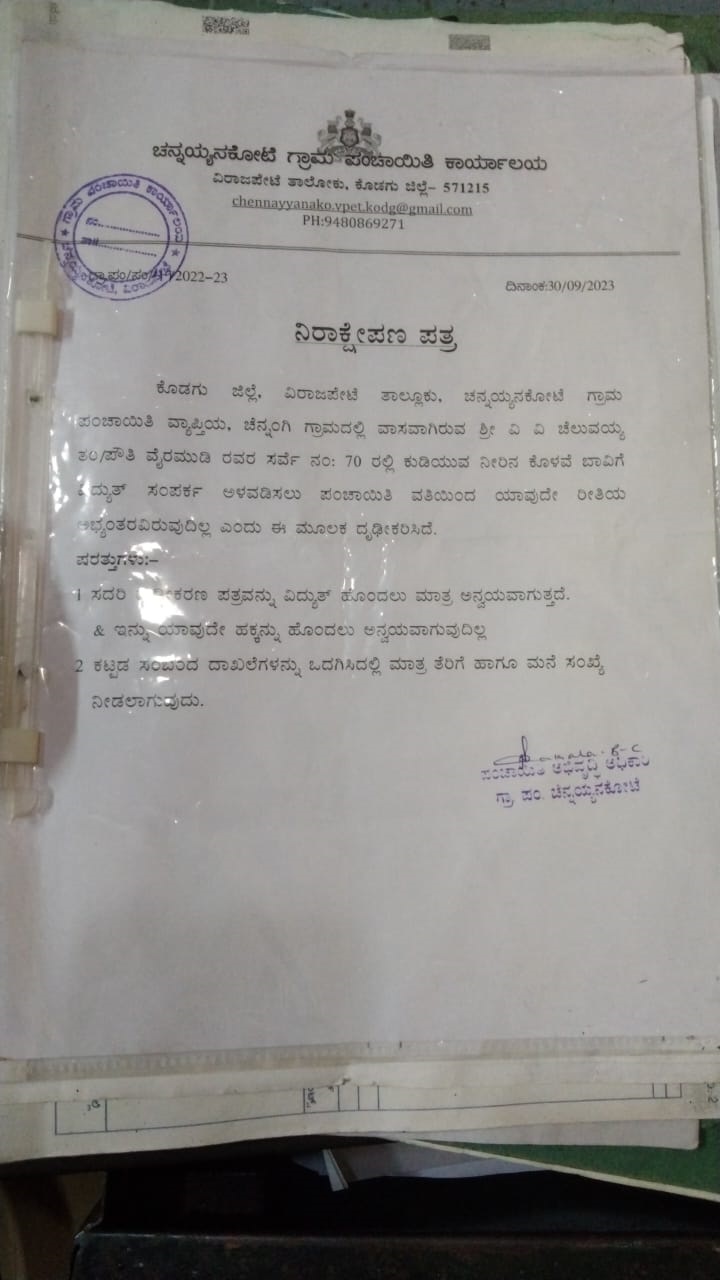 ಚನ್ನಯ್ಯನಕೋಟೆ ಗ್ರಾಮ ಪಂಚಾಯಿತಿ ಕಾರ್ಯಾಲಯ
ವಿರಾಜಪೇಟೆ ತಾಲೋಕು, ಕೊಡಗು ಜಿಲ್ಲೆ- 571215
chennayyanako.vpet.kodg@gmail.com
PH:9480869271
ಗ್ರಾಮ ಪಂಚಾಯಿತಿ ಕಾರ್ಯಾಲಯ
ನಂ
2022-23
ದಿನಾಂಕ:30/09/2023
ನಿರಾಕ್ಷೇಪಣ ಪತ್ರ
ಕೊಡಗು ಜಿಲ್ಲೆ, ವಿರಾಜಪೇಟೆ ತಾಲ್ಲೂಕು, ಚನ್ನಯ್ಯನಕೋಟೆ ಗ್ರಾಮ
ಪಂಚಾಯಿತಿ ವ್ಯಾಪ್ತಿಯ, ಚೆನ್ನಂಗಿ ಗ್ರಾಮದಲ್ಲಿ ವಾಸವಾಗಿರುವ ಶ್ರೀ ವಿ ವಿ ಚೆಲುವಯ್ಯ
ತಂ/ಪೌತಿ ವೈರಮುಡಿ ರವರ ಸರ್ವೆ ನಂ: 70 ರಲ್ಲಿ ಕುಡಿಯುವ ನೀರಿನ ಕೊಳವೆ ಬಾವಿಗೆ
ವಿದ್ಯುತ್ ಸಂಪರ್ಕ ಅಳವಡಿಸಲು ಪಂಚಾಯಿತಿ ವತಿಯಿಂದ ಯಾವುದೇ ರೀತಿಯ
ಅಭ್ಯಂತರವಿರುವುದಿಲ್ಲ ಎಂದು ಈ ಮೂಲಕ ದೃಢೀಕರಿಸಿದೆ.
ಷರತ್ತುಗಳು:-
1 ಸದರಿ ಪತ್ರವನ್ನು ವಿದ್ಯುತ್ ಹೊಂದಲು ಮಾತ್ರ ಅನ್ವಯವಾಗುತ್ತದೆ.
& ಇನ್ನು ಯಾವುದೇ ಹಕ್ಕನ್ನು ಹೊಂದಲು ಅನ್ವಯವಾಗುವುದಿಲ್ಲ
2 ಕಟ್ಟಡ ಸಂಬಂದ ದಾಖಲೆಗಳನ್ನು ಒದಗಿಸಿದಲ್ಲಿ ಮಾತ್ರ ತೆರಿಗೆ ಹಾಗೂ ಮನೆ ಸಂಖ್ಯೆ
ನೀಡಲಾಗುವುದು.
ಪಂಚಾಯಿತಿ ಅಭಿವೃದ್ಧಿ ಅಧಿಕಾರಿ
ಗ್ರಾ. ಪಂ. ಚೆನ್ನಯ್ಯನಕೋಟೆ